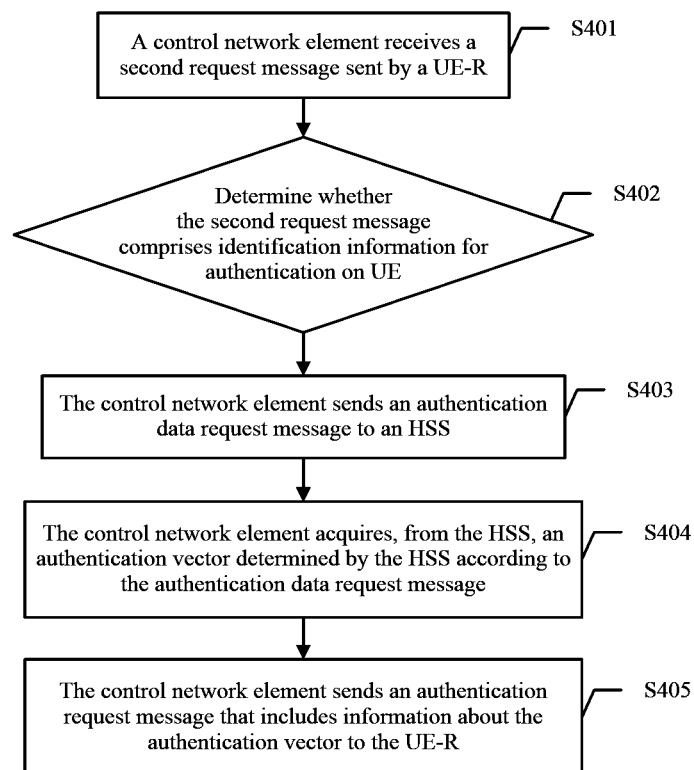 A control network element receives a
second request message sent by a UE-R
S401
Determine whether
the second request message
comprises identification information for
authentication on UE
S402
The control network element sends an authentication
data request message to an HSS
S403
The control network element acquires, from the HSS, an
authentication vector determined by the HSS according to
the authentication data request message
S404
The control network element sends an authentication
request message that includes information about the
authentication vector to the UE-R
S405